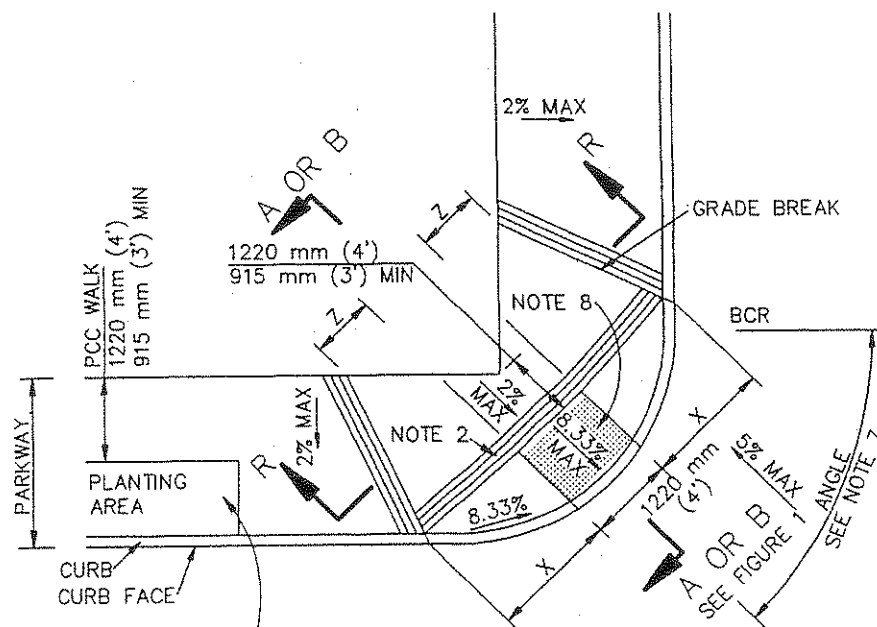 2% MAX
A OR B
R
Z
GRADE BREAK
1220 mm (4')
915 mm (3') MIN
PCC WALK
1220 mm (4')
915 mm (3') MIN
Z
NOTE 8
BCR
2%
MAX
2% MAX
NOTE 2
8.33%
MAX
X
PARKWAY
R
PLANTING
AREA
8.33%
1220 mm
(4')
5% MAX
ANGLE
SEE NOTE 7
X
A OR B
SEE FIGURE 1
CURB
CURB FACE